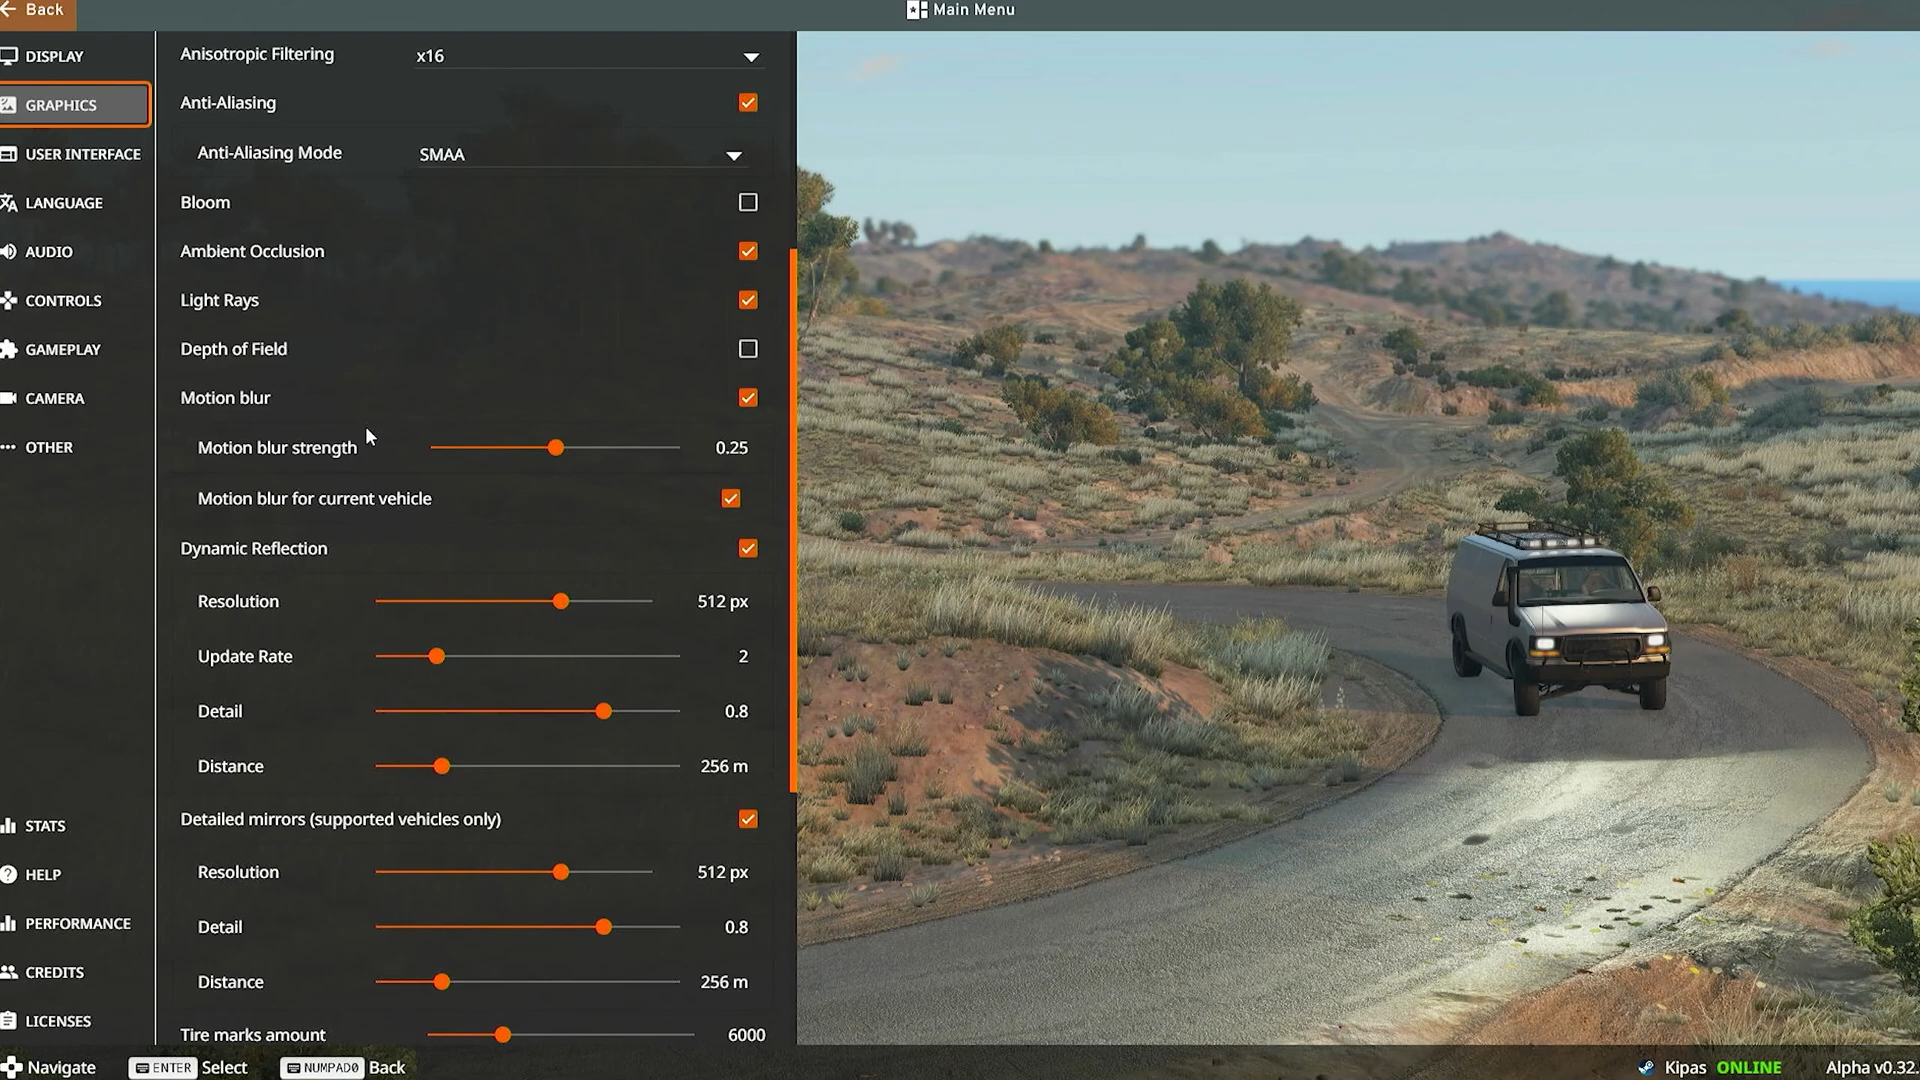 Back
Main Menu
DISPLAY
GRAPHICS
USER INTERFACE
LANGUAGE
AUDIO
CONTROLS
GAMEPLAY
CAMERA
OTHER
STATS
HELP
PERFORMANCE
CREDITS
LICENSES
Anisotropic Filtering x16
Anti-Aliasing
Anti-Aliasing Mode SMAA
Bloom
Ambient Occlusion
Light Rays
Depth of Field
Motion blur
Motion blur strength 0.25
Motion blur for current vehicle
Dynamic Reflection
Resolution 512 px
Update Rate 2
Detail 0.8
Distance 256 m
Detailed mirrors (supported vehicles only)
Resolution 512 px
Detail 0.8
Distance 256 m
Tire marks amount 6000
Navigate ENTER Select NUMPAD0 Back
Kipas ONLINE Alpha v0.32.